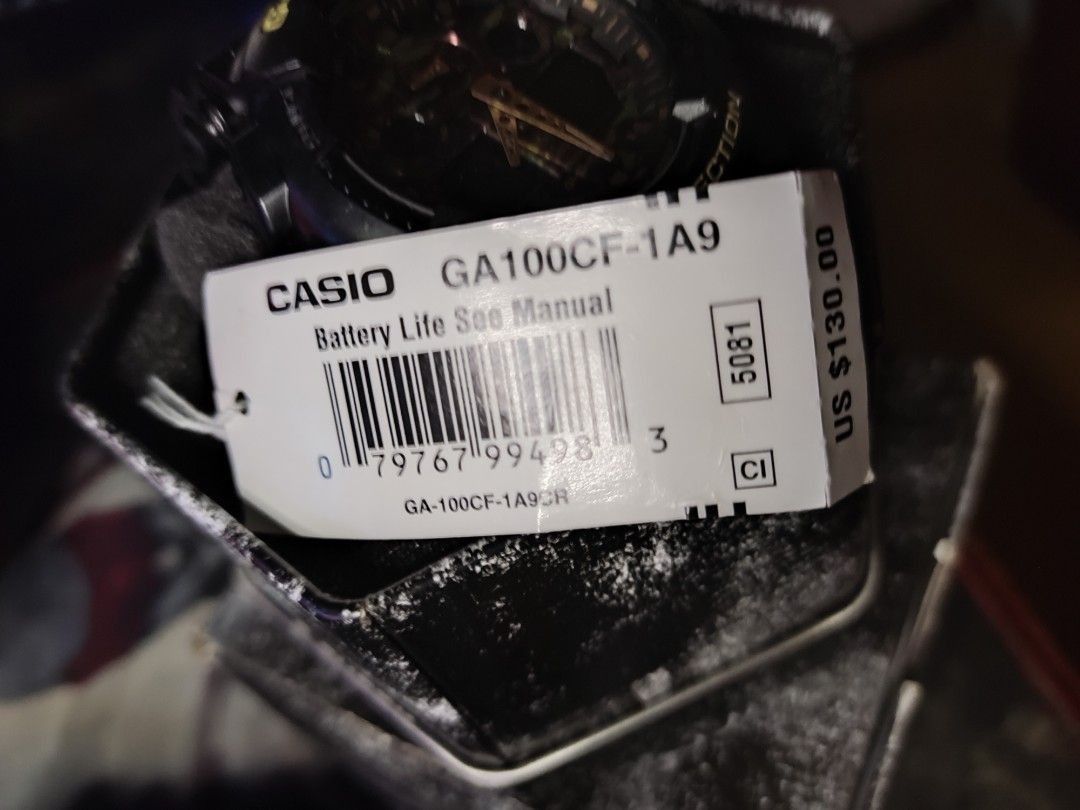 CTION
CASIO GA100CF-1A9
Battery Life See Manual
0 79767 99498 3
GA-100CF-1A9CR
5081
CI
US $130.00